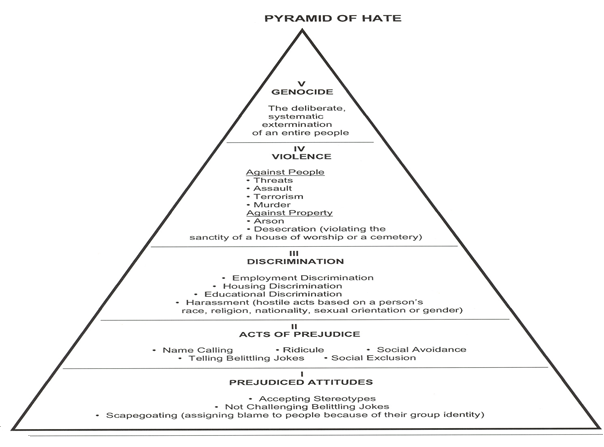 PYRAMID OF HATE
V
GENOCIDE
The deliberate,
systematic
extermination
of an entire people
IV
VIOLENCE
Against People
• Threats
• Assault
• Terrorism
• Murder
Against Property
• Arson
• Desecration (violating the
sanctity of a house of worship or a cemetery)
III
DISCRIMINATION
• Employment Discrimination
• Housing Discrimination
• Educational Discrimination
• Harassment (hostile acts based on a person's
race, religion, nationality, sexual orientation or gender)
II
ACTS OF PREJUDICE
• Name Calling • Ridicule • Social Avoidance
• Telling Belittling Jokes • Social Exclusion
I
PREJUDICED ATTITUDES
• Accepting Stereotypes
• Not Challenging Belittling Jokes
• Scapegoating (assigning blame to people because of their group identity)